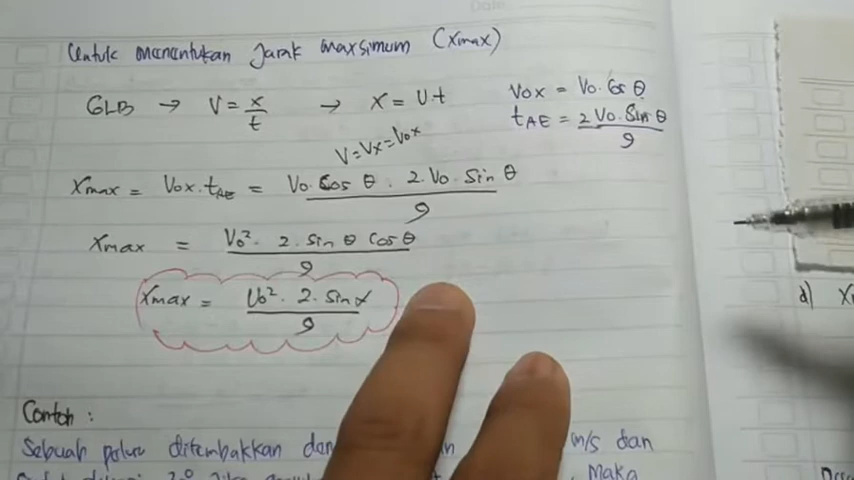 Untuk menentukan Jarak maxsimum (Xmax)
GLB → V = x/t → X = V.t
V = Vx = Vox
Vox = Vo. Cos θ
tAE = 2 Vo. Sin θ / g
Xmax = Vox. tAE = Vo. Cos θ . 2. Vo. Sin θ / g
Xmax = Vo². 2. Sin θ Cos θ / g
Xmax = Vo². 2. Sin α / g
d)
Contoh :
Sebuah peluru ditembakkan m/s dan
Maka